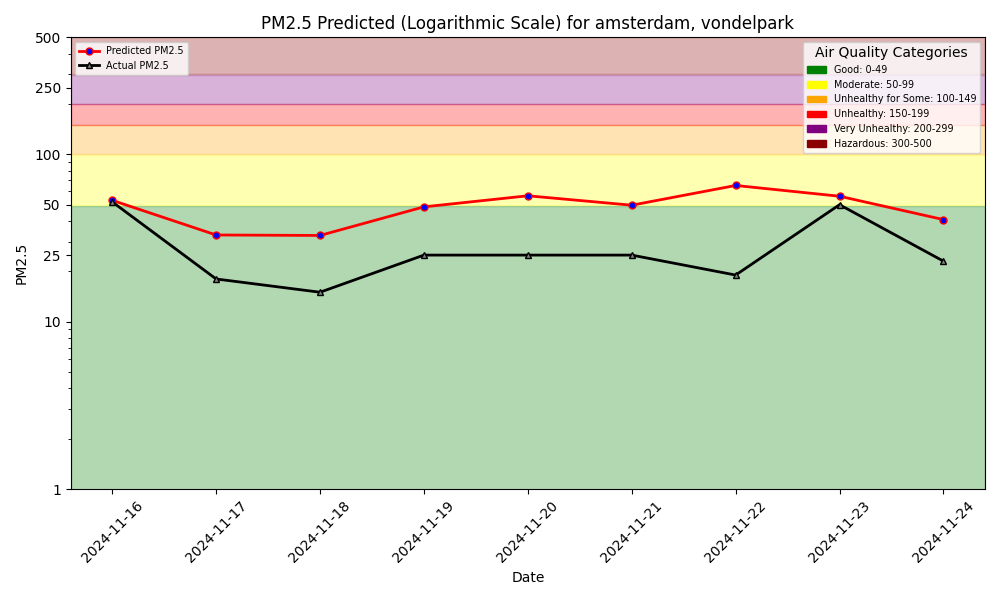 PM2.5 Predicted (Logarithmic Scale) for amsterdam, vondelpark
Predicted PM2.5
Actual PM2.5
Air Quality Categories
Good: 0-49
Moderate: 50-99
Unhealthy for Some: 100-149
Unhealthy: 150-199
Very Unhealthy: 200-299
Hazardous: 300-500
500
250
100
50
25
10
1
PM2.5
2024-11-16
2024-11-17
2024-11-18
2024-11-19
2024-11-20
2024-11-21
2024-11-22
2024-11-23
2024-11-24
Date